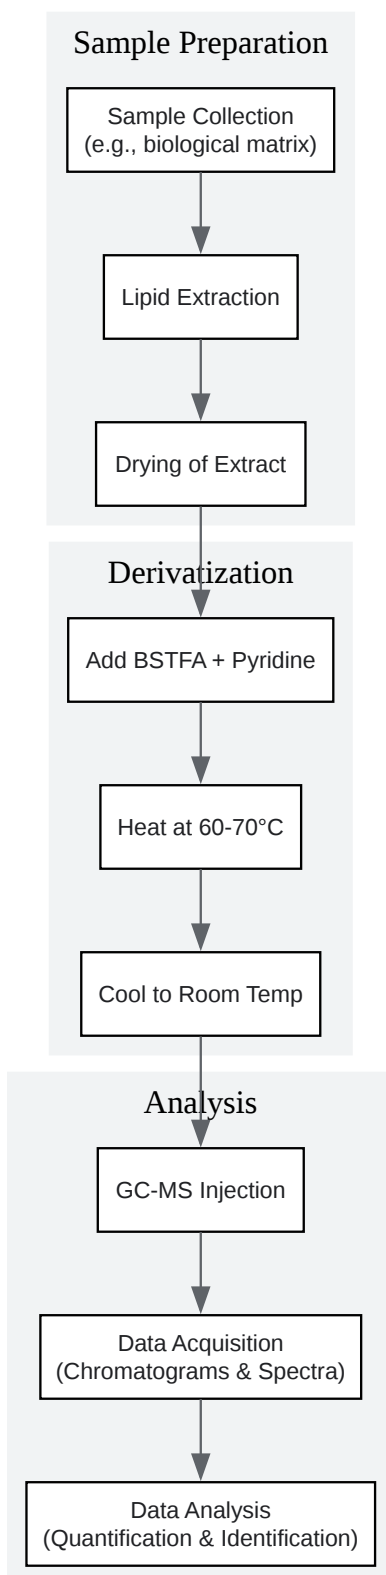 Sample Preparation
Sample Collection
(e.g., biological matrix)
Lipid Extraction
Drying of Extract
Derivatization
Add BSTFA + Pyridine
Heat at 60-70°C
Cool to Room Temp
Analysis
GC-MS Injection
Data Acquisition
(Chromatograms & Spectra)
Data Analysis
(Quantification & Identification)